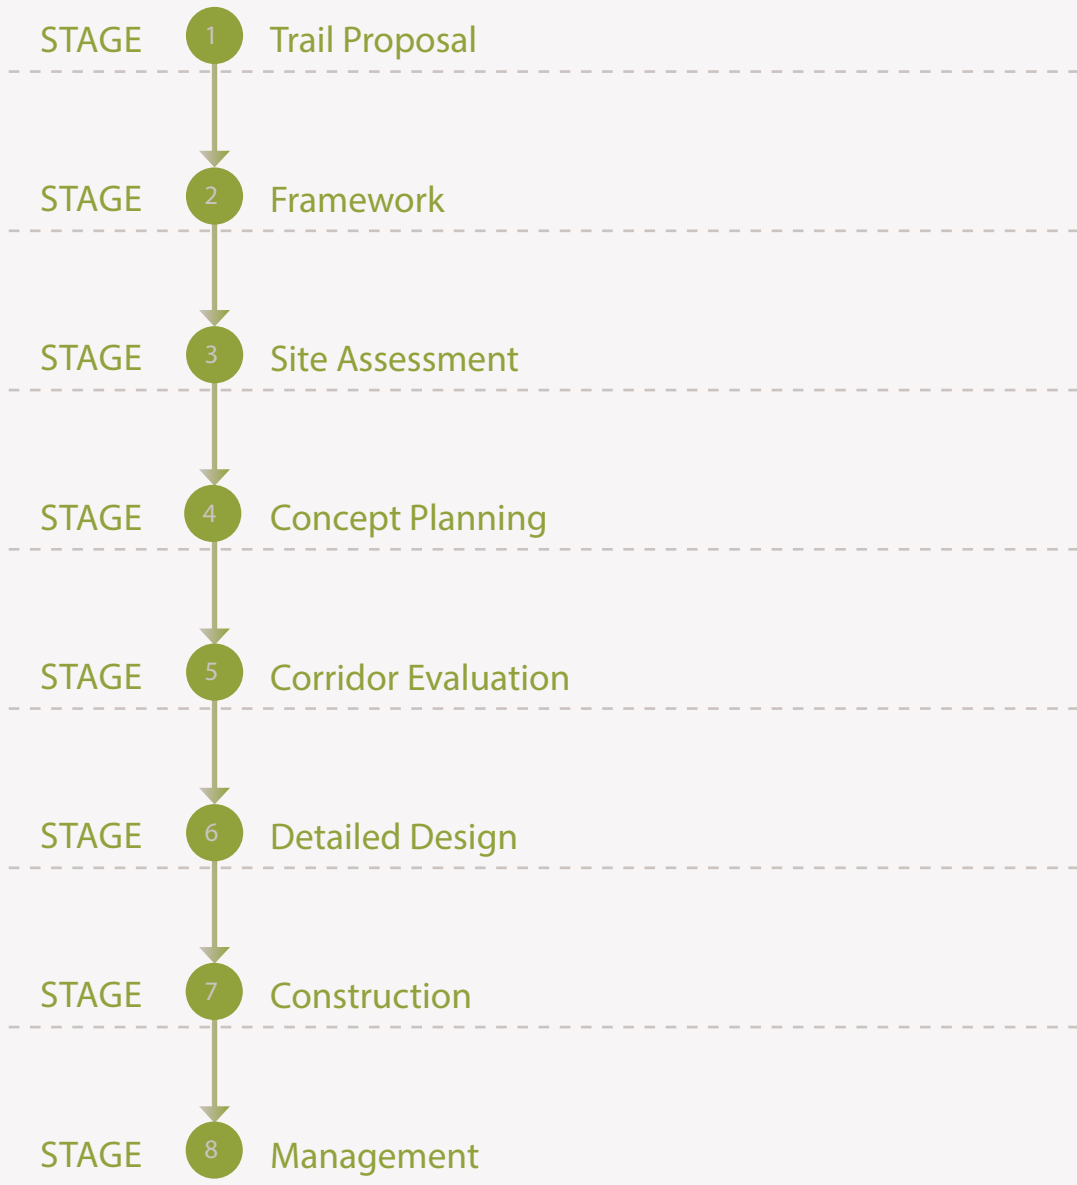 STAGE 1 Trail Proposal
STAGE 2 Framework
STAGE 3 Site Assessment
STAGE 4 Concept Planning
STAGE 5 Corridor Evaluation
STAGE 6 Detailed Design
STAGE 7 Construction
STAGE 8 Management